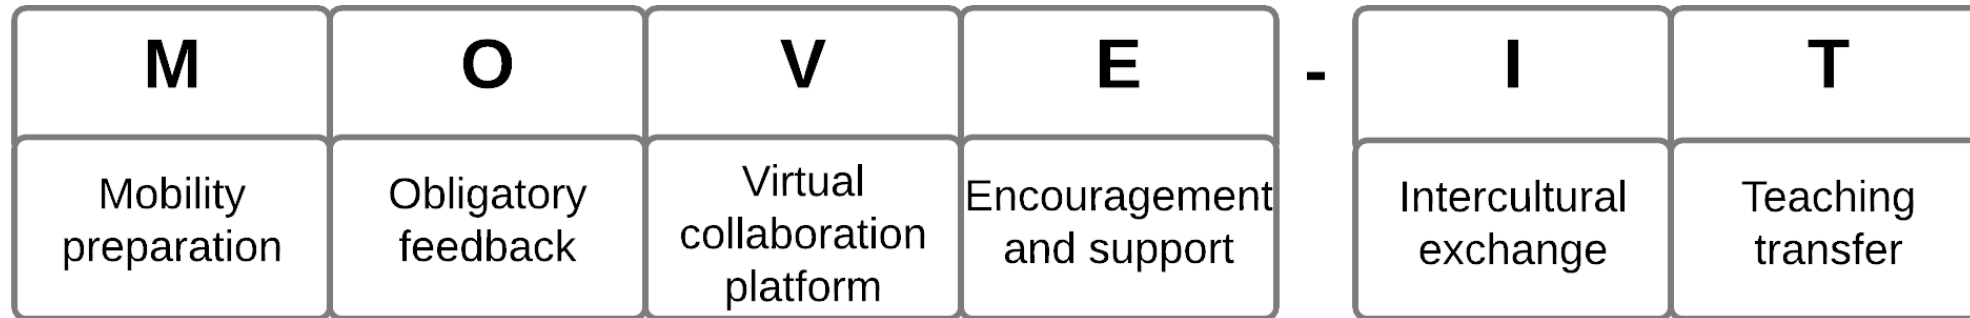 M O V E - I T
Mobility
preparation
Obligatory
feedback
Virtual
collaboration
platform
Encouragement
and support
Intercultural
exchange
Teaching
transfer